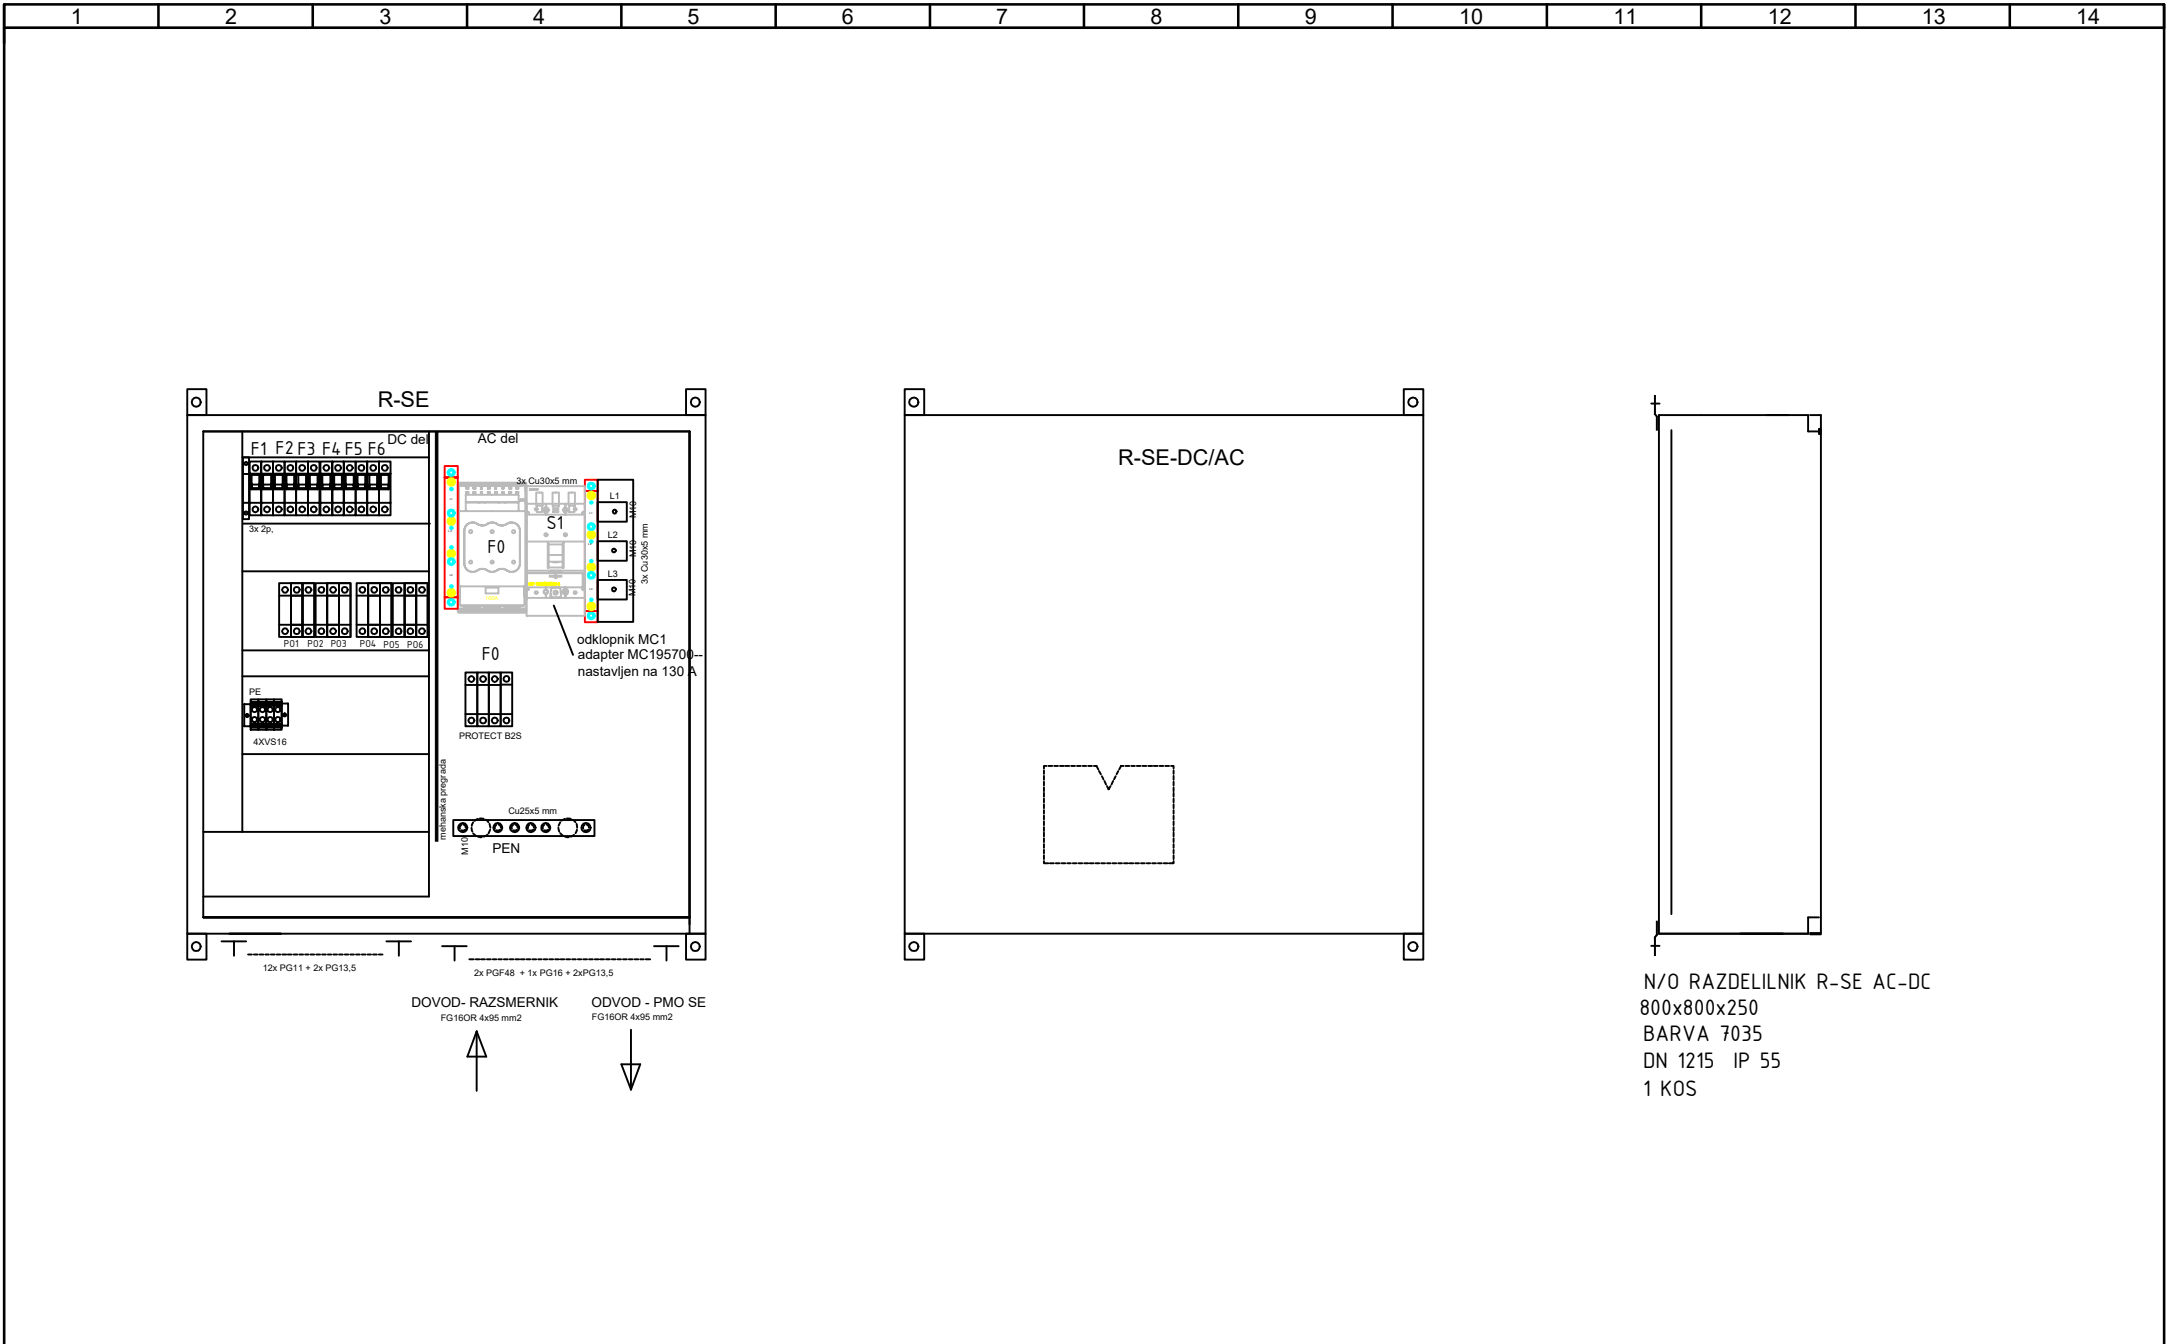 1 2 3 4 5 6 7 8 9 10 11 12 13 14
R-SE
DC del
AC del
F1 F2 F3 F4 F5 F6
3x 2p,
3x Cu30x5 mm
F0
S1
L1
M10
L2
M10
L3
M10
3x Cu30x5 mm
P01 P02 P03 P04 P05 P06
odklopnik MC1
adapter MC195700--
nastavljen na 130 A
F0
PROTECT B2S
PE
4XVS16
mehanska pregrada
Cu25x5 mm
M10
PEN
12x PG11 + 2x PG13,5
2x PGF48 + 1x PG16 + 2xPG13,5
DOVOD- RAZSMERNIK
FG16OR 4x95 mm2
ODVOD - PMO SE
FG16OR 4x95 mm2
R-SE-DC/AC
N/O RAZDELILNIK R-SE AC-DC
800x800x250
BARVA 7035
DN 1215 IP 55
1 KOS